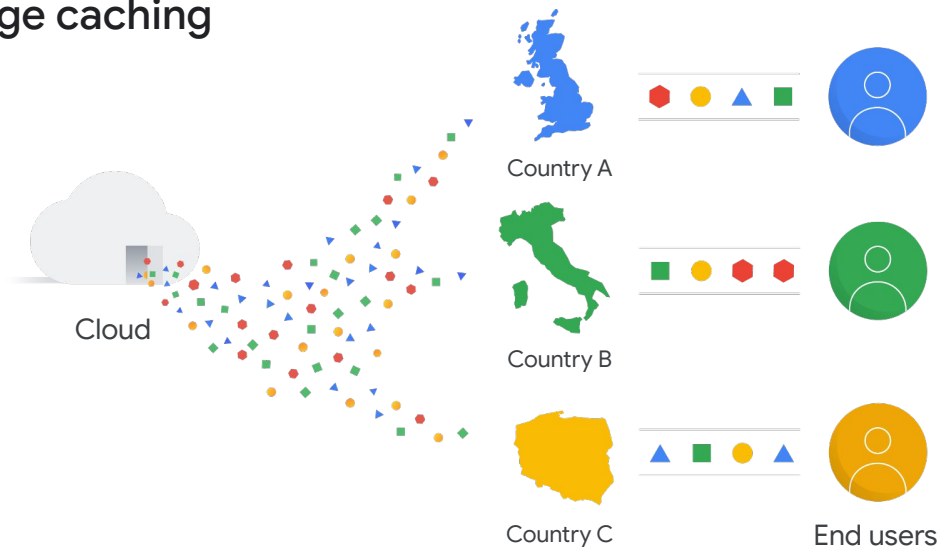 ge caching
Country A
Cloud
Country B
Country C
End users